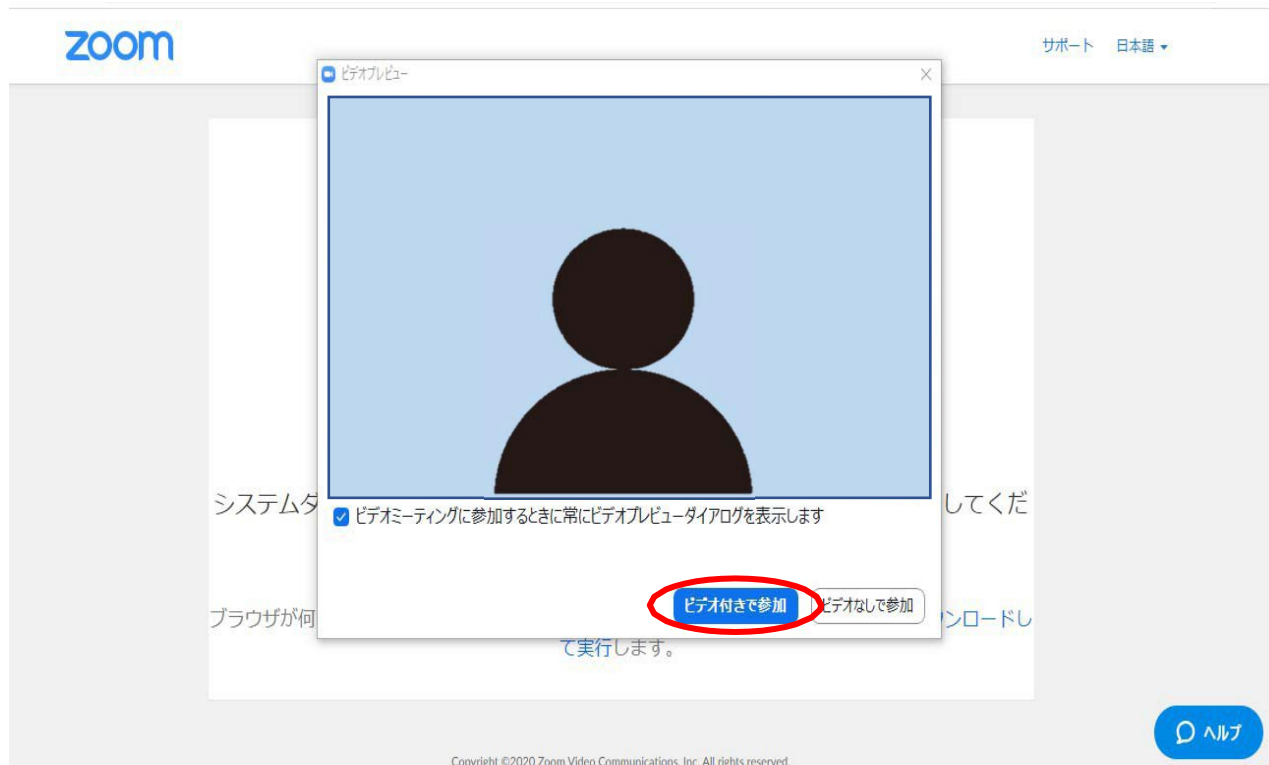 zoom
サポート 日本語
ビデオプレビュー
システムダ
してくだ
ビデオミーティングに参加するときに常にビデオプレビューダイアログを表示します
ビデオ付きで参加 ビデオなしで参加
ブラウザが何
ンロードし
て実行します。
ヘルプ
Copyright ©2020 Zoom Video Communications, Inc. All rights reserved.